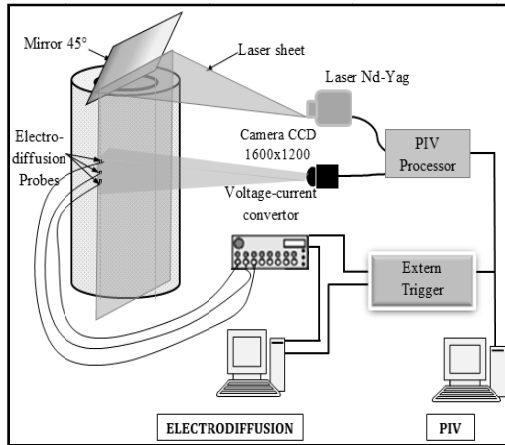 Mirror 45°
Laser sheet
Laser Nd-Yag
Electro-
diffusion
Probes
Camera CCD
1600x1200
Voltage-current
convertor
PIV
Processor
Extern
Trigger
ELECTRODIFFUSION
PIV